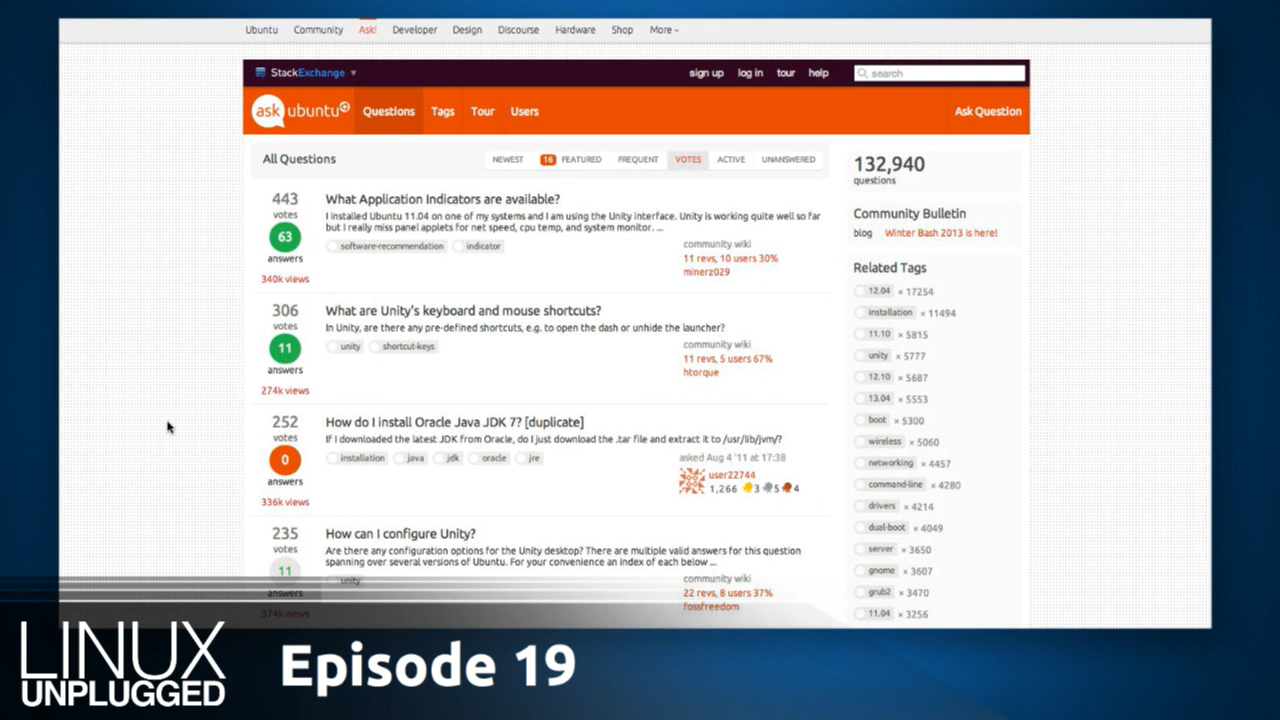 Ubuntu Community Ask! Developer Design Discourse Hardware Shop More
StackExchange sign up log in tour help search
ask ubuntu Questions Tags Tour Users Ask Question
All Questions NEWEST 16 FEATURED FREQUENT VOTES ACTIVE UNANSWERED
443
votes
63
answers
340k views
What Application Indicators are available?
I installed Ubuntu 11.04 on one of my systems and I am using the Unity interface. Unity is working quite well so far
but I really miss panel applets for net speed, cpu temp, and system monitor. ...
software-recommendation indicator
community wiki
11 revs, 10 users 30%
minerz029
306
votes
11
answers
274k views
What are Unity's keyboard and mouse shortcuts?
In Unity, are there any pre-defined shortcuts, e.g. to open the dash or unhide the launcher?
unity shortcut-keys
community wiki
11 revs, 5 users 67%
htorque
252
votes
0
answers
336k views
How do I install Oracle Java JDK 7? [duplicate]
If I downloaded the latest JDK from Oracle, do I just download the .tar file and extract it to /usr/lib/jvm/?
installation java jdk oracle jre
asked Aug 4 '11 at 17:38
user22744
1,266 3 5 4
235
votes
11
answers
374k views
How can I configure Unity?
Are there any configuration options for the Unity desktop? There are multiple valid answers for this question
spanning over several versions of Ubuntu. For your convenience an index of each below ...
unity
community wiki
22 revs, 8 users 37%
fossfreedom
132,940
questions
Community Bulletin
blog Winter Bash 2013 is here!
Related Tags
12.04 × 17254
installation × 11494
11.10 × 5815
unity × 5777
12.10 × 5687
13.04 × 5553
boot × 5300
wireless × 5060
networking × 4457
command-line × 4280
drivers × 4214
dual-boot × 4049
server × 3650
gnome × 3607
grub2 × 3470
11.04 × 3256
LINUX
UNPLUGGED
Episode 19